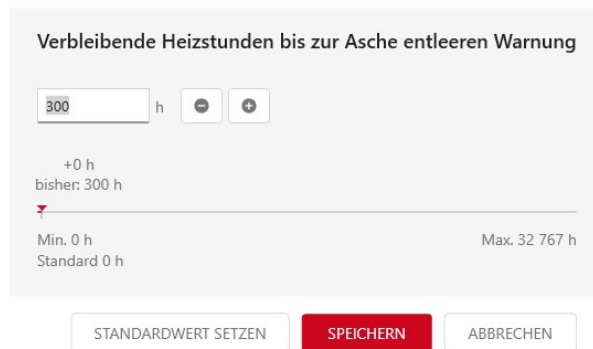 Verbleibende Heizstunden bis zur Asche entleeren Warnung
300 h
+0 h
bisher: 300 h
Min. 0 h Max. 32 767 h
Standard 0 h
STANDARDWERT SETZEN SPEICHERN ABBRECHEN